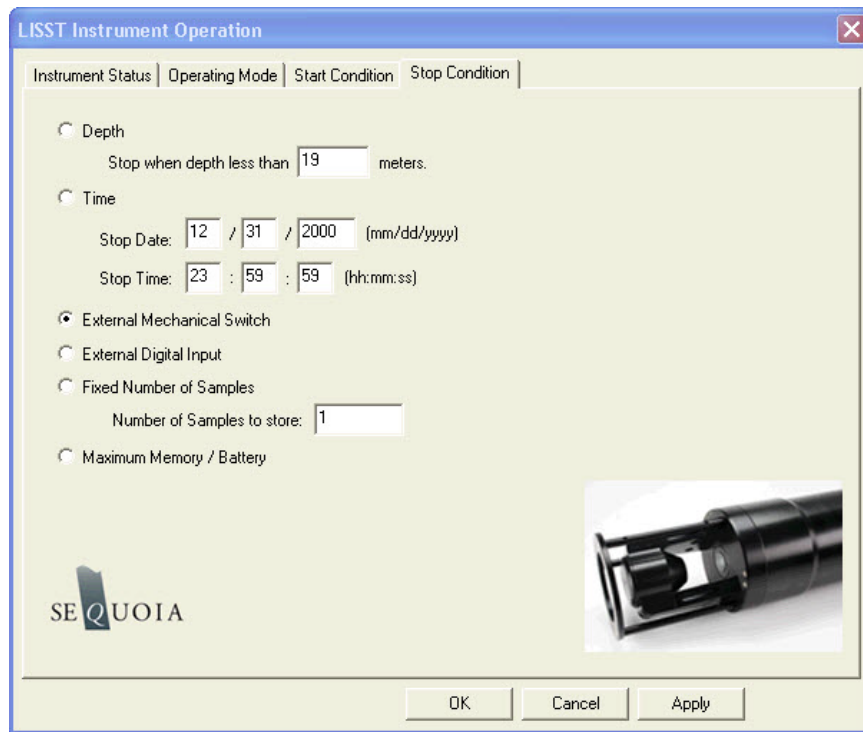 LISST Instrument Operation
Instrument Status Operating Mode Start Condition Stop Condition
Depth
Stop when depth less than 19 meters.
Time
Stop Date: 12 / 31 / 2000 (mm/dd/yyyy)
Stop Time: 23 : 59 : 59 (hh:mm:ss)
External Mechanical Switch
External Digital Input
Fixed Number of Samples
Number of Samples to store: 1
Maximum Memory / Battery
SEQUOIA
OK Cancel Apply